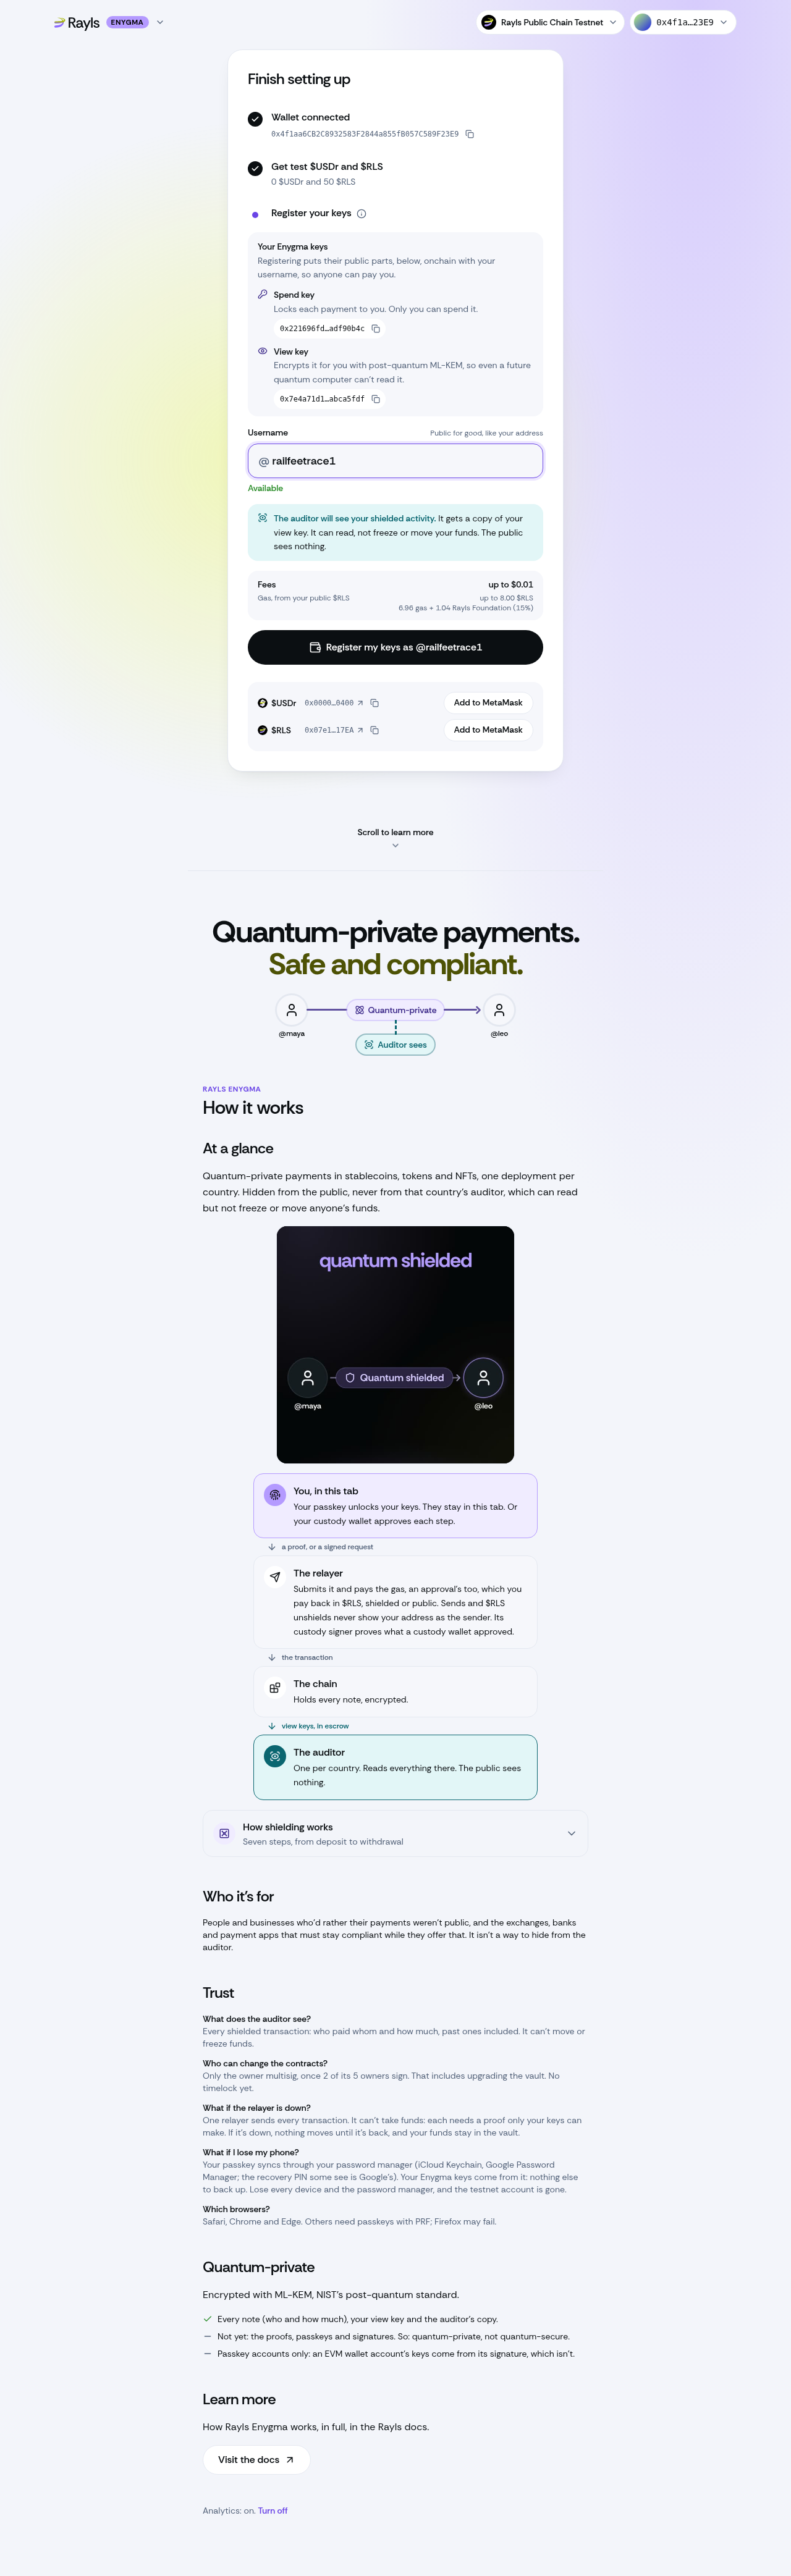 Rayls ENYGMA
Rayls Public Chain Testnet
0x4f1a…23E9
Finish setting up
Wallet connected
0x4f1aa6CB2C8932583F2844a855fB057C589F23E9
Get test $USDr and $RLS
0 $USDr and 50 $RLS
Register your keys
Your Enygma keys
Registering puts their public parts, below, onchain with your
username, so anyone can pay you.
Spend key
Locks each payment to you. Only you can spend it.
0x221696fd…adf90b4c
View key
Encrypts it for you with post-quantum ML-KEM, so even a future
quantum computer can't read it.
0x7e4a71d1…abca5fdf
Username
Public for good, like your address
@ railfeetrace1
Available
The auditor will see your shielded activity. It gets a copy of your
view key. It can read, not freeze or move your funds. The public
sees nothing.
Fees
up to $0.01
Gas, from your public $RLS
up to 8.00 $RLS
6.96 gas + 1.04 Rayls Foundation (15%)
Register my keys as @railfeetrace1
$USDr 0x0000…0400 Add to MetaMask
$RLS 0x07e1…17EA Add to MetaMask
Scroll to learn more
Quantum-private payments.
Safe and compliant.
Quantum-private
@maya
@leo
Auditor sees
RAYLS ENYGMA
How it works
At a glance
Quantum-private payments in stablecoins, tokens and NFTs, one deployment per
country. Hidden from the public, never from that country's auditor, which can read
but not freeze or move anyone's funds.
quantum shielded
Quantum shielded
@maya
@leo
You, in this tab
Your passkey unlocks your keys. They stay in this tab. Or
your custody wallet approves each step.
a proof, or a signed request
The relayer
Submits it and pays the gas, an approval's too, which you
pay back in $RLS, shielded or public. Sends and $RLS
unshields never show your address as the sender. Its
custody signer proves what a custody wallet approved.
the transaction
The chain
Holds every note, encrypted.
view keys, in escrow
The auditor
One per country. Reads everything there. The public sees
nothing.
How shielding works
Seven steps, from deposit to withdrawal
Who it's for
People and businesses who'd rather their payments weren't public, and the exchanges, banks
and payment apps that must stay compliant while they offer that. It isn't a way to hide from the
auditor.
Trust
What does the auditor see?
Every shielded transaction: who paid whom and how much, past ones included. It can't move or
freeze funds.
Who can change the contracts?
Only the owner multisig, once 2 of its 5 owners sign. That includes upgrading the vault. No
timelock yet.
What if the relayer is down?
One relayer sends every transaction. It can't take funds: each needs a proof only your keys can
make. If it's down, nothing moves until it's back, and your funds stay in the vault.
What if I lose my phone?
Your passkey syncs through your password manager (iCloud Keychain, Google Password
Manager; the recovery PIN some see is Google's). Your Enygma keys come from it: nothing else
to back up. Lose every device and the password manager, and the testnet account is gone.
Which browsers?
Safari, Chrome and Edge. Others need passkeys with PRF; Firefox may fail.
Quantum-private
Encrypted with ML-KEM, NIST's post-quantum standard.
Every note (who and how much), your view key and the auditor's copy.
Not yet: the proofs, passkeys and signatures. So: quantum-private, not quantum-secure.
Passkey accounts only: an EVM wallet account's keys come from its signature, which isn't.
Learn more
How Rayls Enygma works, in full, in the Rayls docs.
Visit the docs
Analytics: on. Turn off